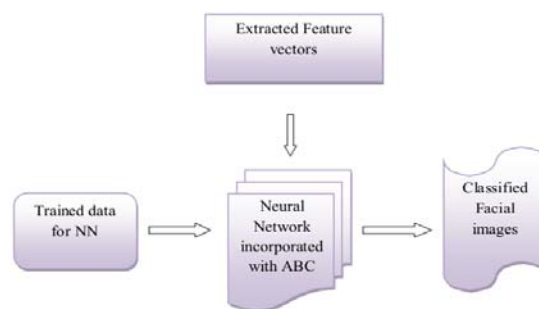 Extracted Feature
vectors
Trained data
for NN
Neural
Network
incorporated
with ABC
Classified
Facial
images